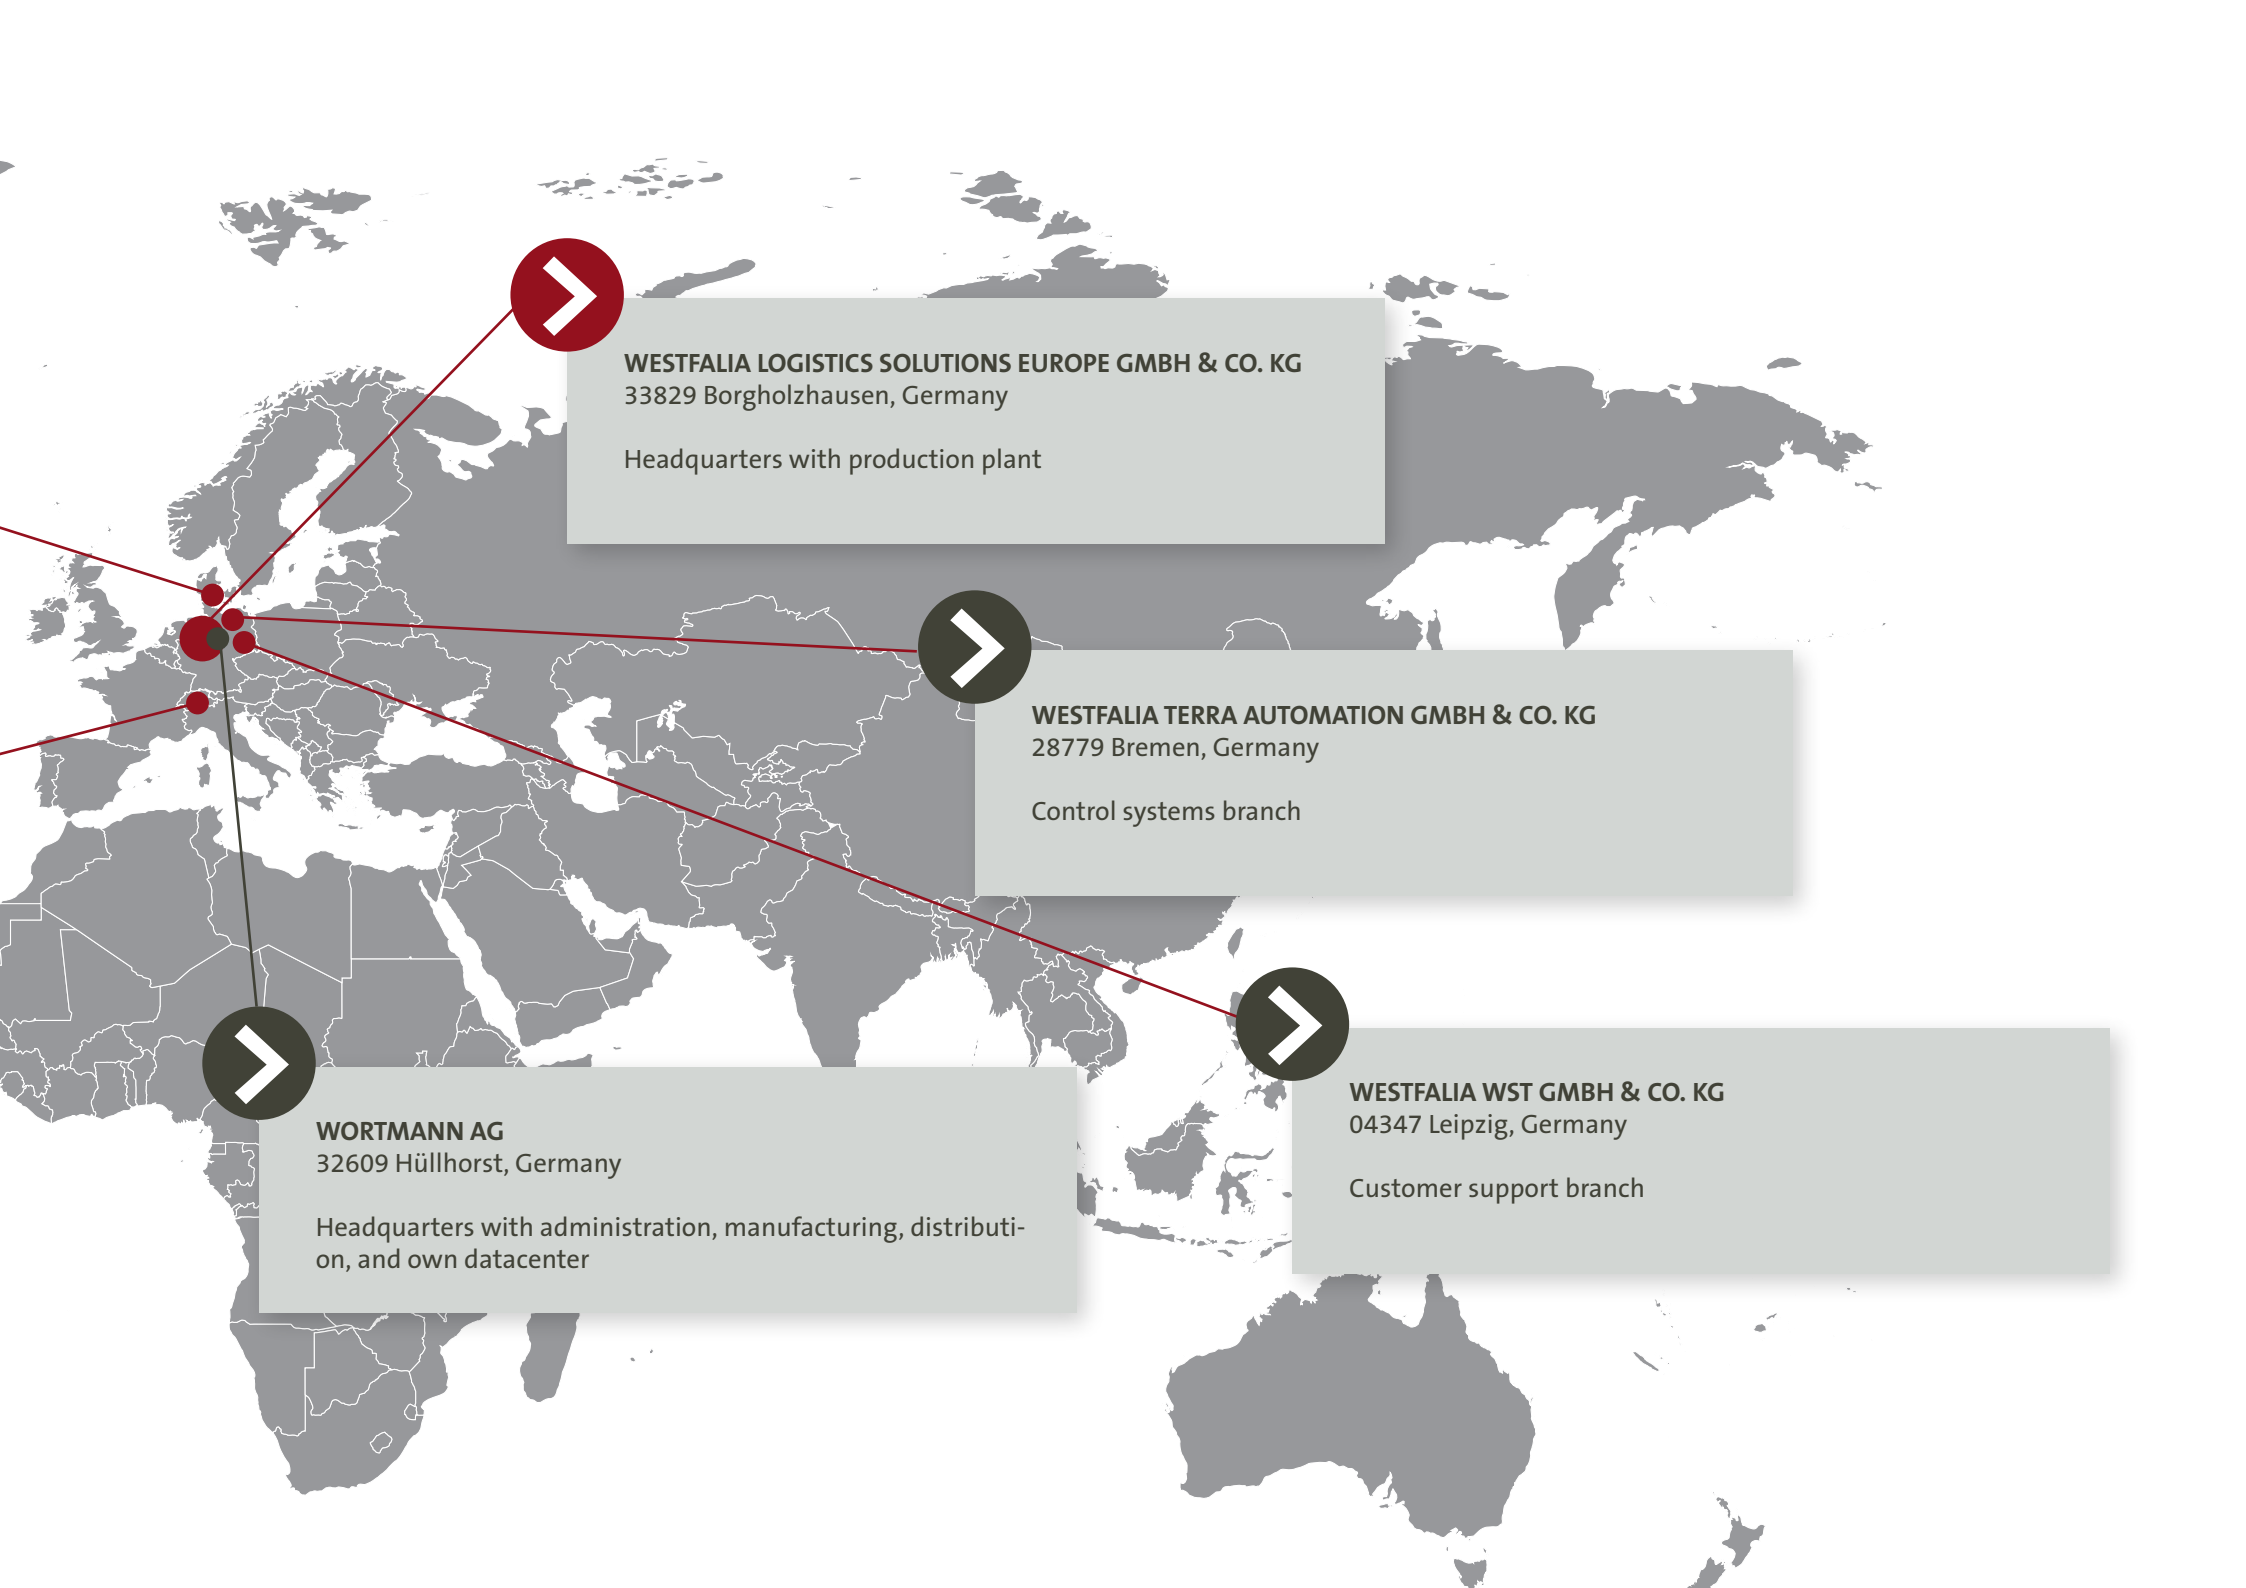 WESTFALIA LOGISTICS SOLUTIONS EUROPE GMBH & CO. KG
33829 Borgholzhausen, Germany
Headquarters with production plant
WESTFALIA TERRA AUTOMATION GMBH & CO. KG
28779 Bremen, Germany
Control systems branch
WESTFALIA WST GMBH & CO. KG
04347 Leipzig, Germany
Customer support branch
WORTMANN AG
32609 Hüllhorst, Germany
Headquarters with administration, manufacturing, distributi-
on, and own datacenter